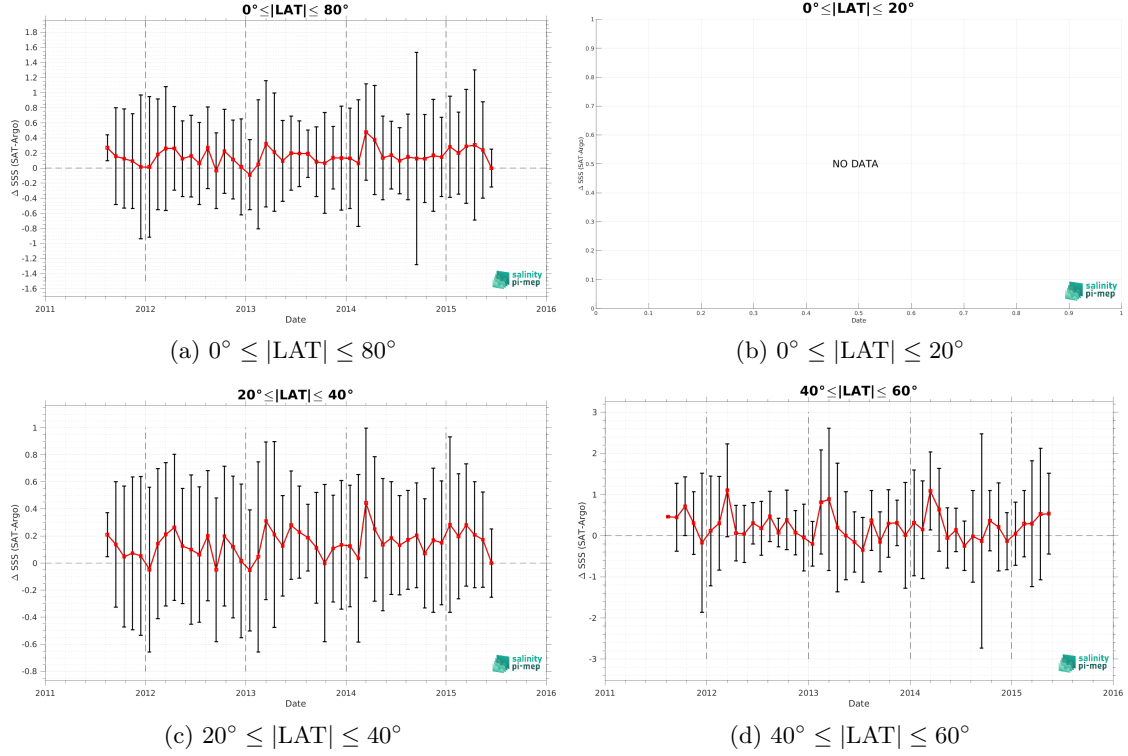 0°≤|LAT|≤ 80°
1.8
1.6
1.4
1.2
1
0.8
0.6
0.4
0.2
0
-0.2
-0.4
-0.6
-0.8
-1
-1.2
-1.4
-1.6
Δ SSS (SAT-Argo)
2011 2012 2013 2014 2015 2016
Date
salinity
pi-mep
(a) 0° ≤ |LAT| ≤ 80°
0°≤|LAT|≤ 20°
1
0.9
0.8
0.7
0.6
0.5
0.4
0.3
0.2
0.1
0
Δ SSS (SAT-Argo)
NO DATA
0 0.1 0.2 0.3 0.4 0.5 0.6 0.7 0.8 0.9 1
Date
salinity
pi-mep
(b) 0° ≤ |LAT| ≤ 20°
20°≤|LAT|≤ 40°
1
0.8
0.6
0.4
0.2
0
-0.2
-0.4
-0.6
-0.8
Δ SSS (SAT-Argo)
2011 2012 2013 2014 2015 2016
Date
salinity
pi-mep
(c) 20° ≤ |LAT| ≤ 40°
40°≤|LAT|≤ 60°
3
2
1
0
-1
-2
-3
Δ SSS (SAT-Argo)
2011 2012 2013 2014 2015 2016
Date
salinity
pi-mep
(d) 40° ≤ |LAT| ≤ 60°